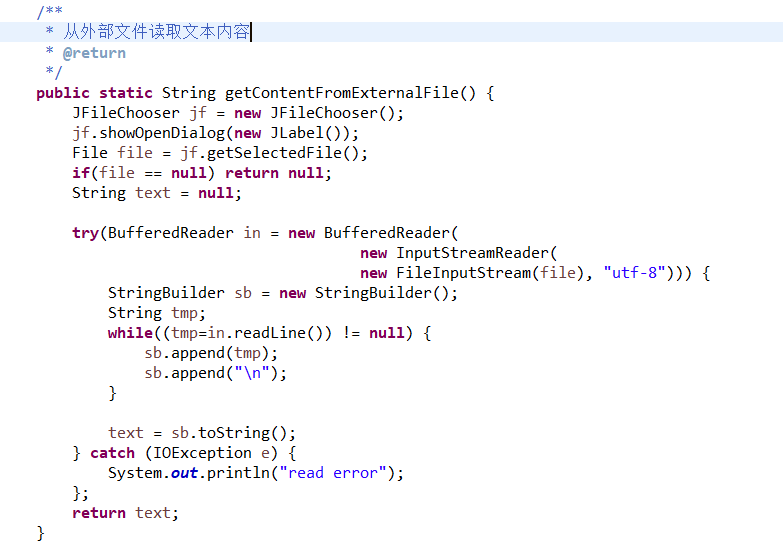 /**
 * 从外部文件读取文本内容
 * @return
 */
public static String getContentFromExternalFile() {
    JFileChooser jf = new JFileChooser();
    jf.showOpenDialog(new JLabel());
    File file = jf.getSelectedFile();
    if(file == null) return null;
    String text = null;

    try(BufferedReader in = new BufferedReader(
                                    new InputStreamReader(
                                    new FileInputStream(file), "utf-8"))) {
        StringBuilder sb = new StringBuilder();
        String tmp;
        while((tmp=in.readLine()) != null) {
            sb.append(tmp);
            sb.append("\n");
        }

        text = sb.toString();
    } catch (IOException e) {
        System.out.println("read error");
    };
    return text;
}